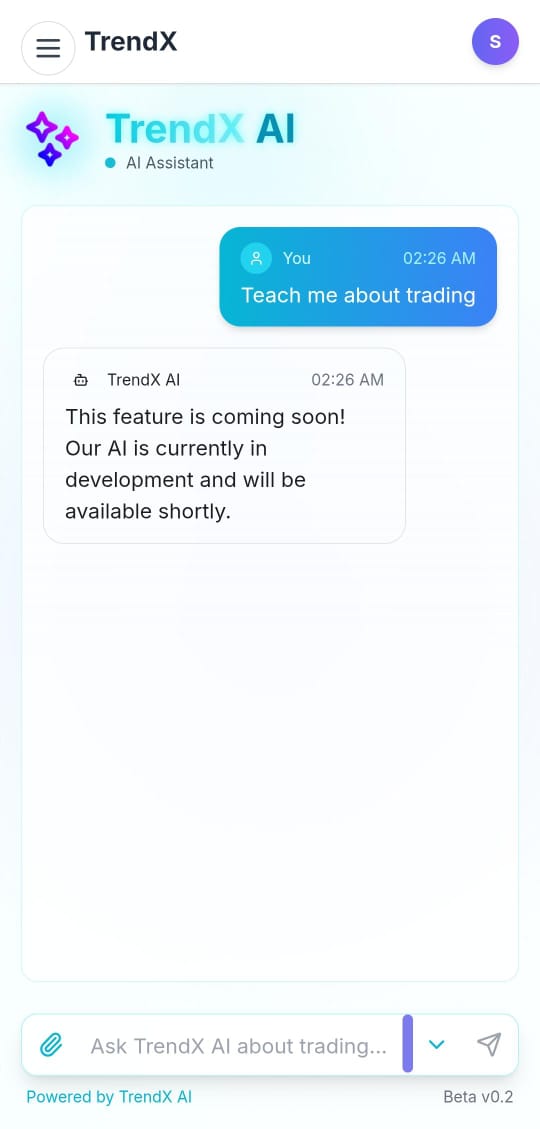 TrendX
S
TrendX AI
AI Assistant
You 02:26 AM
Teach me about trading
TrendX AI 02:26 AM
This feature is coming soon!
Our AI is currently in
development and will be
available shortly.
Ask TrendX AI about trading...
Powered by TrendX AI Beta v0.2